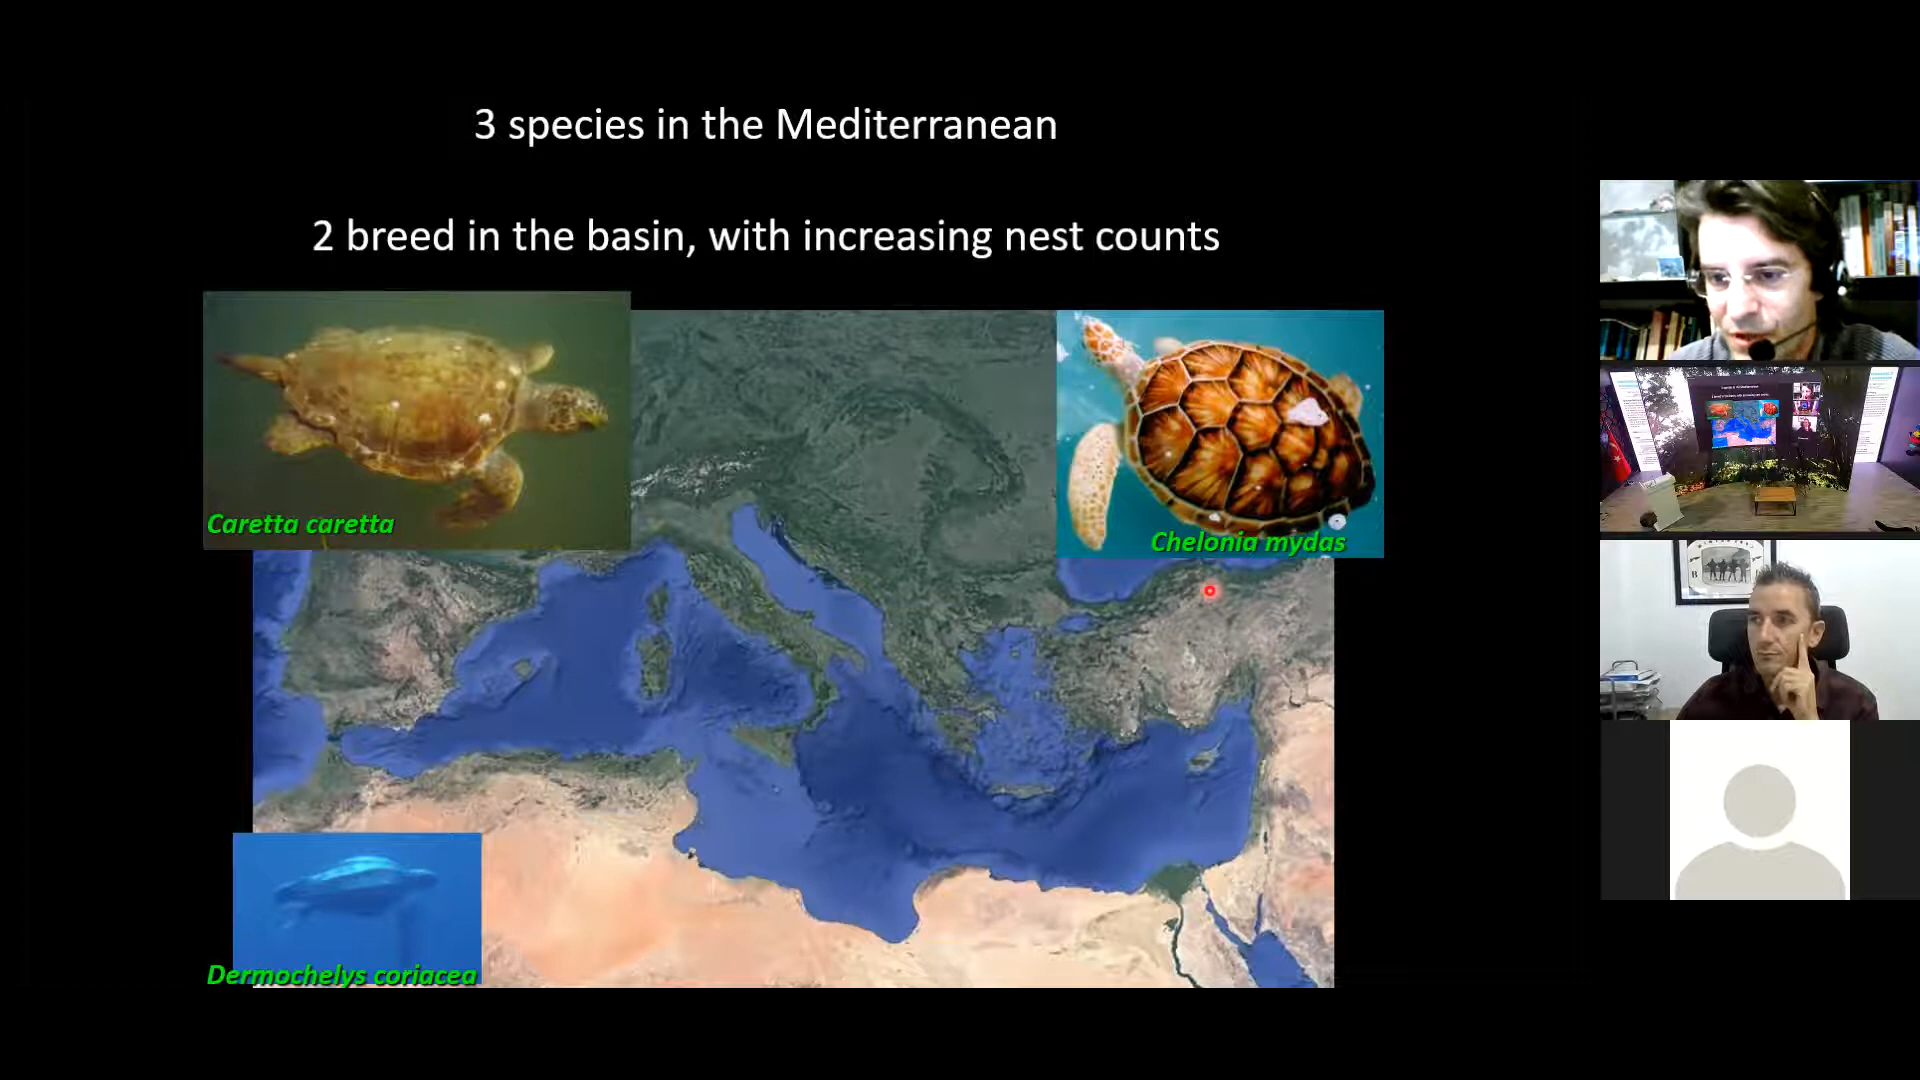 3 species in the Mediterranean
2 breed in the basin, with increasing nest counts
Caretta caretta
Chelonia mydas
Dermochelys coriacea